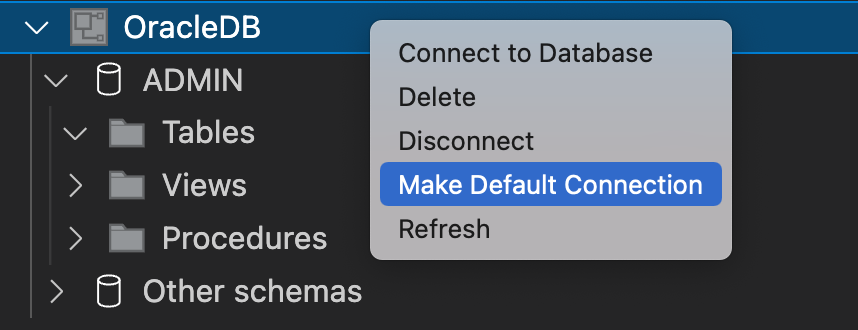 OracleDB
ADMIN
Tables
Views
Procedures
Other schemas
Connect to Database
Delete
Disconnect
Make Default Connection
Refresh